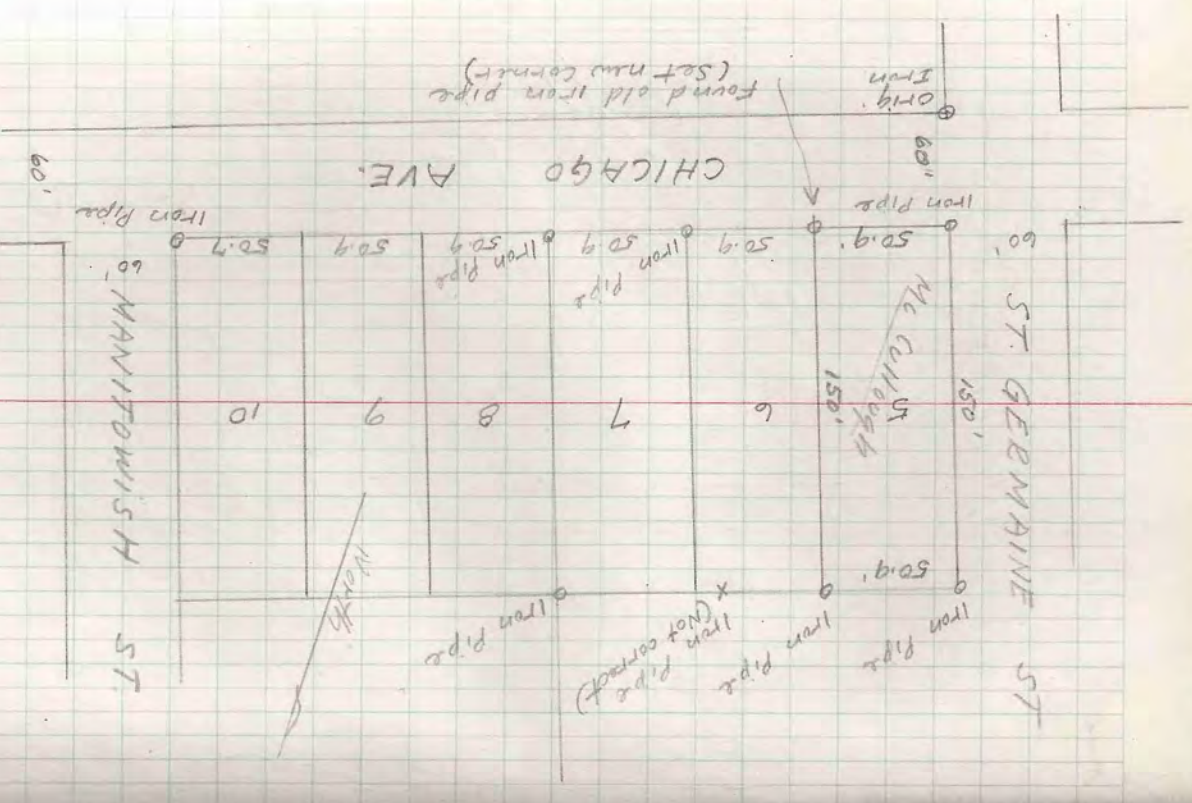 Iron Pipe
Iron Pipe
Iron Pipe
(Not correct)
Iron Pipe
50.9'
North
ST. GERMAINE ST
150'
5
McCullough
150'
6
7
8
9
10
MANITOWISH ST.
60'
50.9'
50.9
50.9
50.9
50.9
50.7
60'
Iron Pipe
Iron Pipe
Iron Pipe
Iron Pipe
60"
CHICAGO AVE.
60'
Orig.
Iron
Found old iron pipe
(Set new corner)